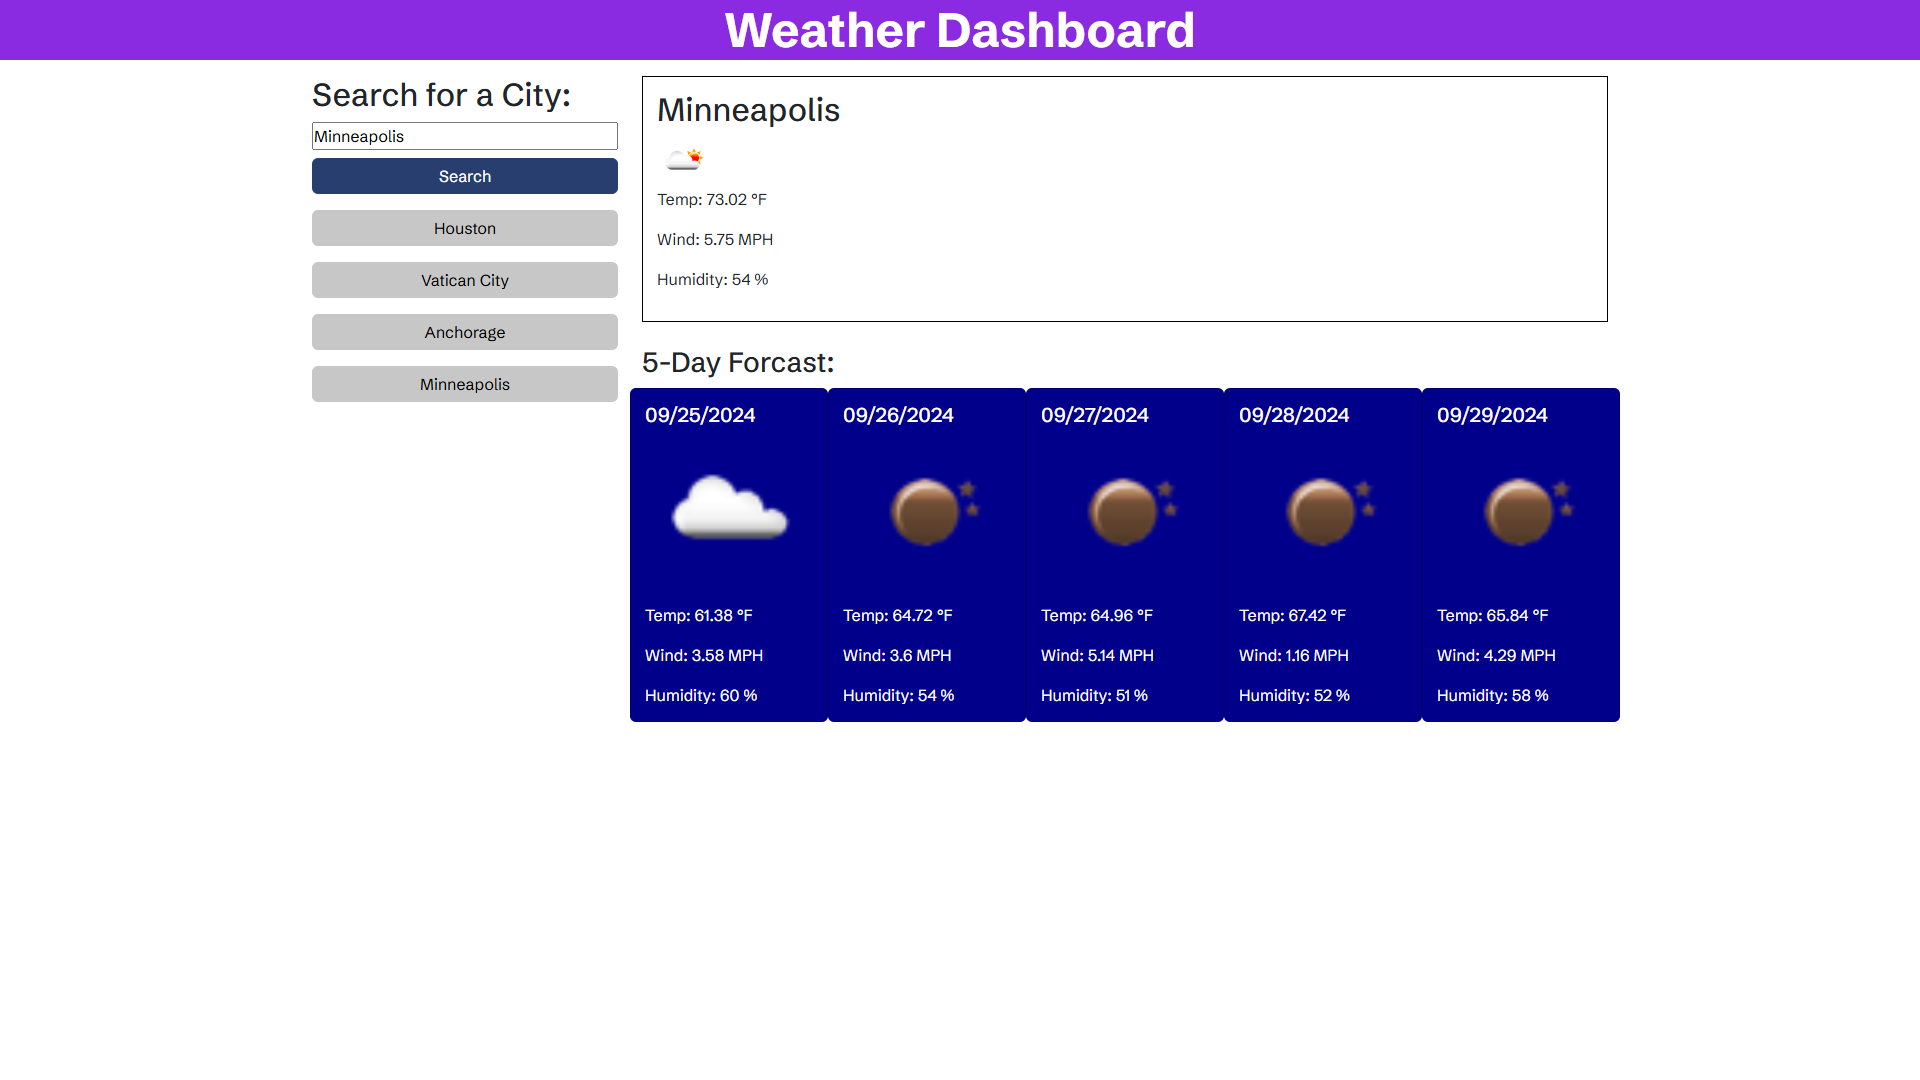 Weather Dashboard
Search for a City:
Minneapolis
Search
Houston
Vatican City
Anchorage
Minneapolis
Minneapolis
Temp: 73.02 °F
Wind: 5.75 MPH
Humidity: 54 %
5-Day Forcast:
09/25/2024
Temp: 61.38 °F
Wind: 3.58 MPH
Humidity: 60 %
09/26/2024
Temp: 64.72 °F
Wind: 3.6 MPH
Humidity: 54 %
09/27/2024
Temp: 64.96 °F
Wind: 5.14 MPH
Humidity: 51 %
09/28/2024
Temp: 67.42 °F
Wind: 1.16 MPH
Humidity: 52 %
09/29/2024
Temp: 65.84 °F
Wind: 4.29 MPH
Humidity: 58 %